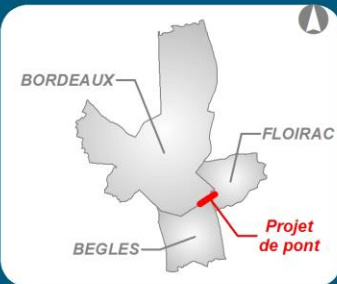 BORDEAUX
FLOIRAC
Projet
de pont
BEGLES